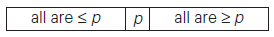 all are ≤ p p all are ≥ p